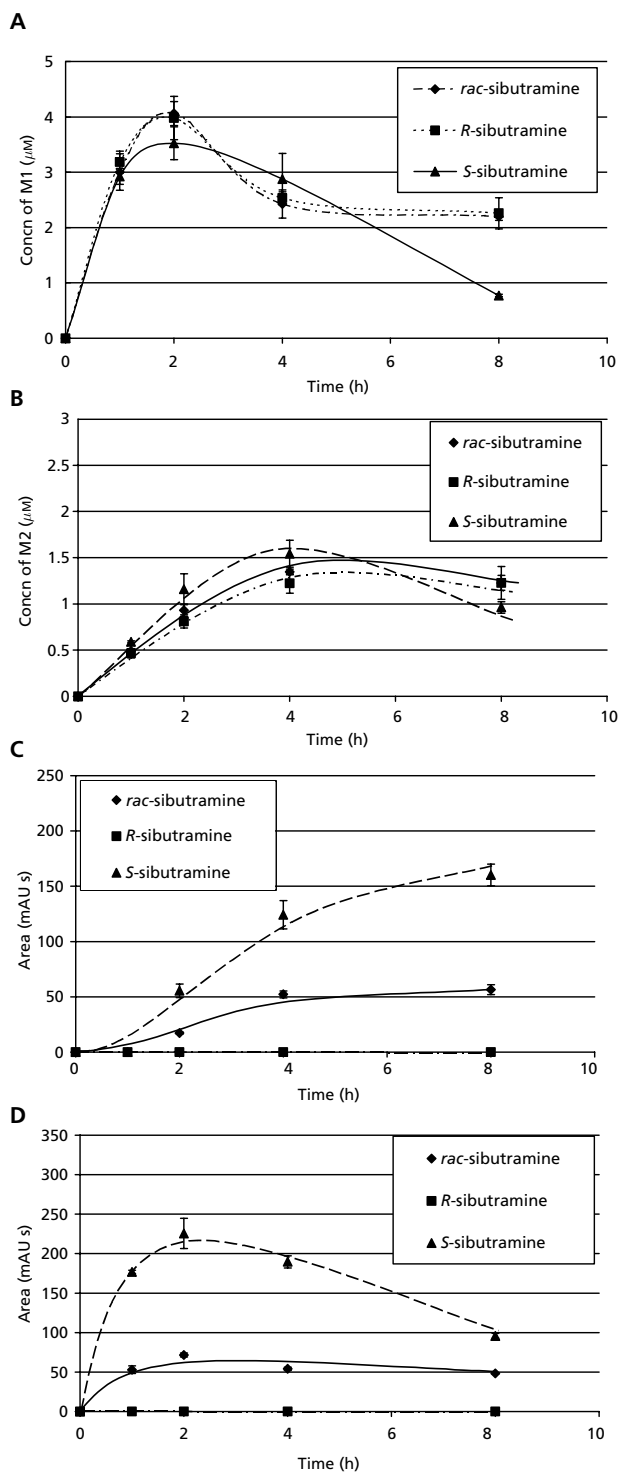 A
5
4
3
2
1
0
Concn of M1 (μM)
rac-sibutramine
R-sibutramine
S-sibutramine
0 2 4 6 8 10
Time (h)
B
3
2.5
2
1.5
1
0.5
0
Concn of M2 (μM)
rac-sibutramine
R-sibutramine
S-sibutramine
0 2 4 6 8 10
Time (h)
C
250
200
150
100
50
0
Area (mAU s)
rac-sibutramine
R-sibutramine
S-sibutramine
0 2 4 6 8 10
Time (h)
D
350
300
250
200
150
100
50
0
Area (mAU s)
rac-sibutramine
R-sibutramine
S-sibutramine
0 2 4 6 8 10
Time (h)